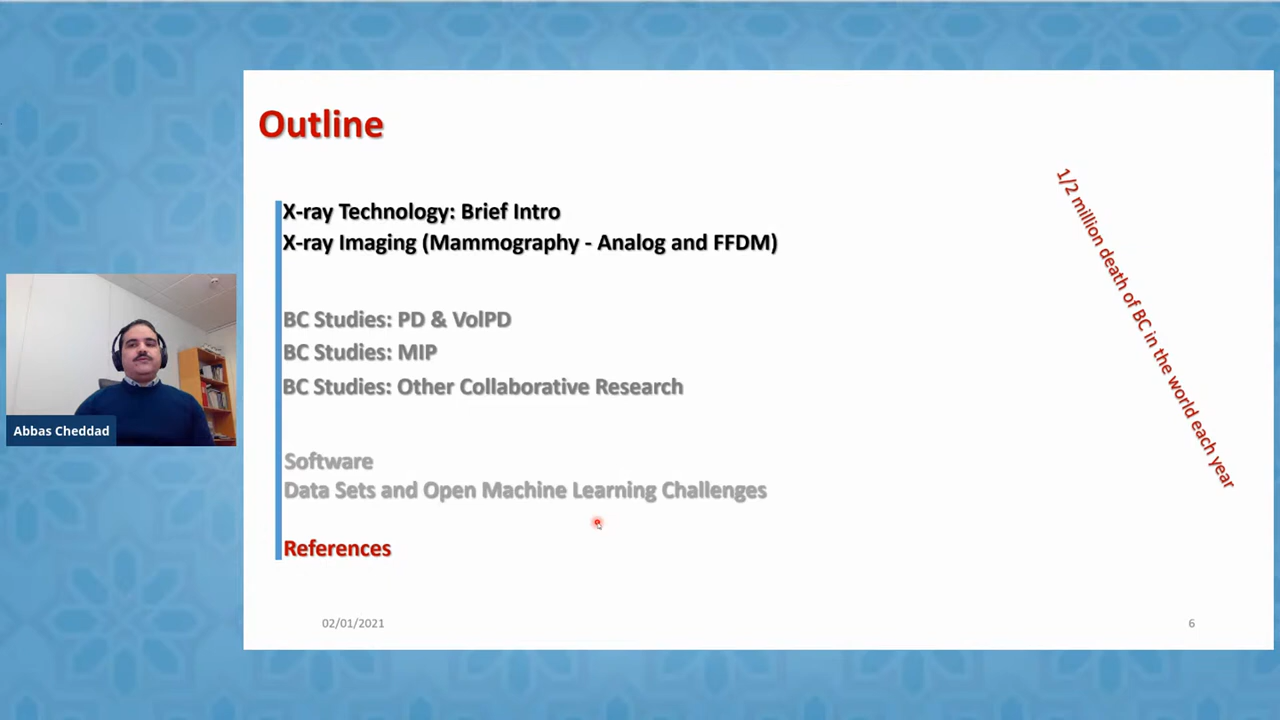 Outline
X-ray Technology: Brief Intro
X-ray Imaging (Mammography - Analog and FFDM)
BC Studies: PD & VolPD
BC Studies: MIP
BC Studies: Other Collaborative Research
Software
Data Sets and Open Machine Learning Challenges
References
1/2 million death of BC in the world each year
Abbas Cheddad
02/01/2021
6